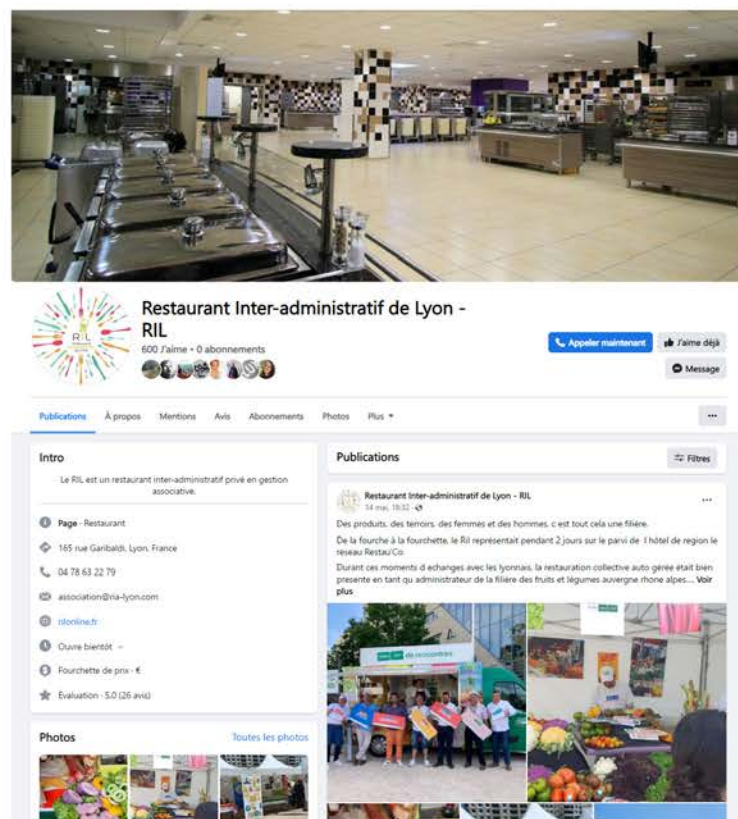 Restaurant Inter-administratif de Lyon -
RIL
600 J'aime • 0 abonnements
Appeler maintenant
J'aime déjà
Message
Publications
À propos
Mentions
Avis
Abonnements
Photos
Plus
Intro
Le RIL est un restaurant inter-administratif privé en gestion
associative.
Page · Restaurant
165 rue Garibaldi, Lyon, France
04 78 63 22 79
association@ria-lyon.com
rilonline.fr
Ouvre bientôt
Fourchette de prix · €
Évaluation · 5,0 (26 avis)
Photos
Toutes les photos
Publications
Filtres
Restaurant Inter-administratif de Lyon - RIL
14 mai, 18:32
Des produits, des terroirs, des femmes et des hommes, c est tout cela une filière.
De la fourche à la fourchette, le Ril représentait pendant 2 jours sur le parvi de l hôtel de region le
reseau Restau'Co.
Durant ces moments d echanges avec les lyonnais, la restauration collective auto gérée était bien
presente en tant qu administrateur de la filière des fruits et légumes auvergne rhone alpes.... Voir
plus
de rencontres